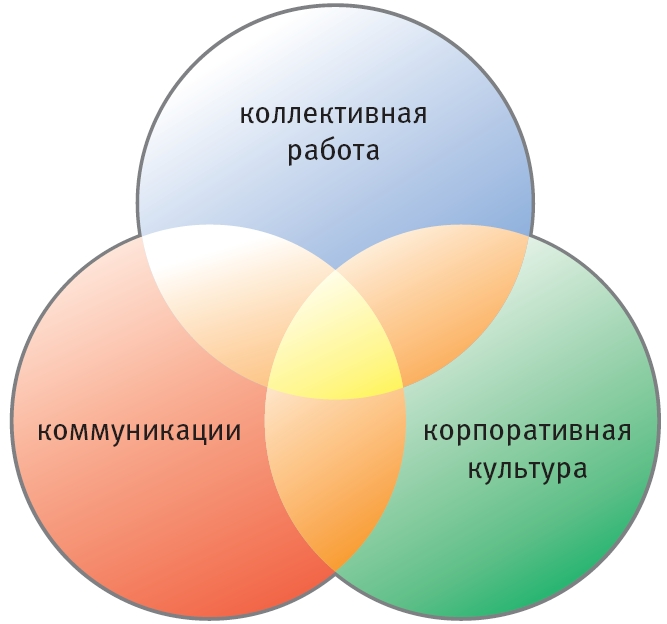 коллективная
работа
коммуникации
корпоративная
культура